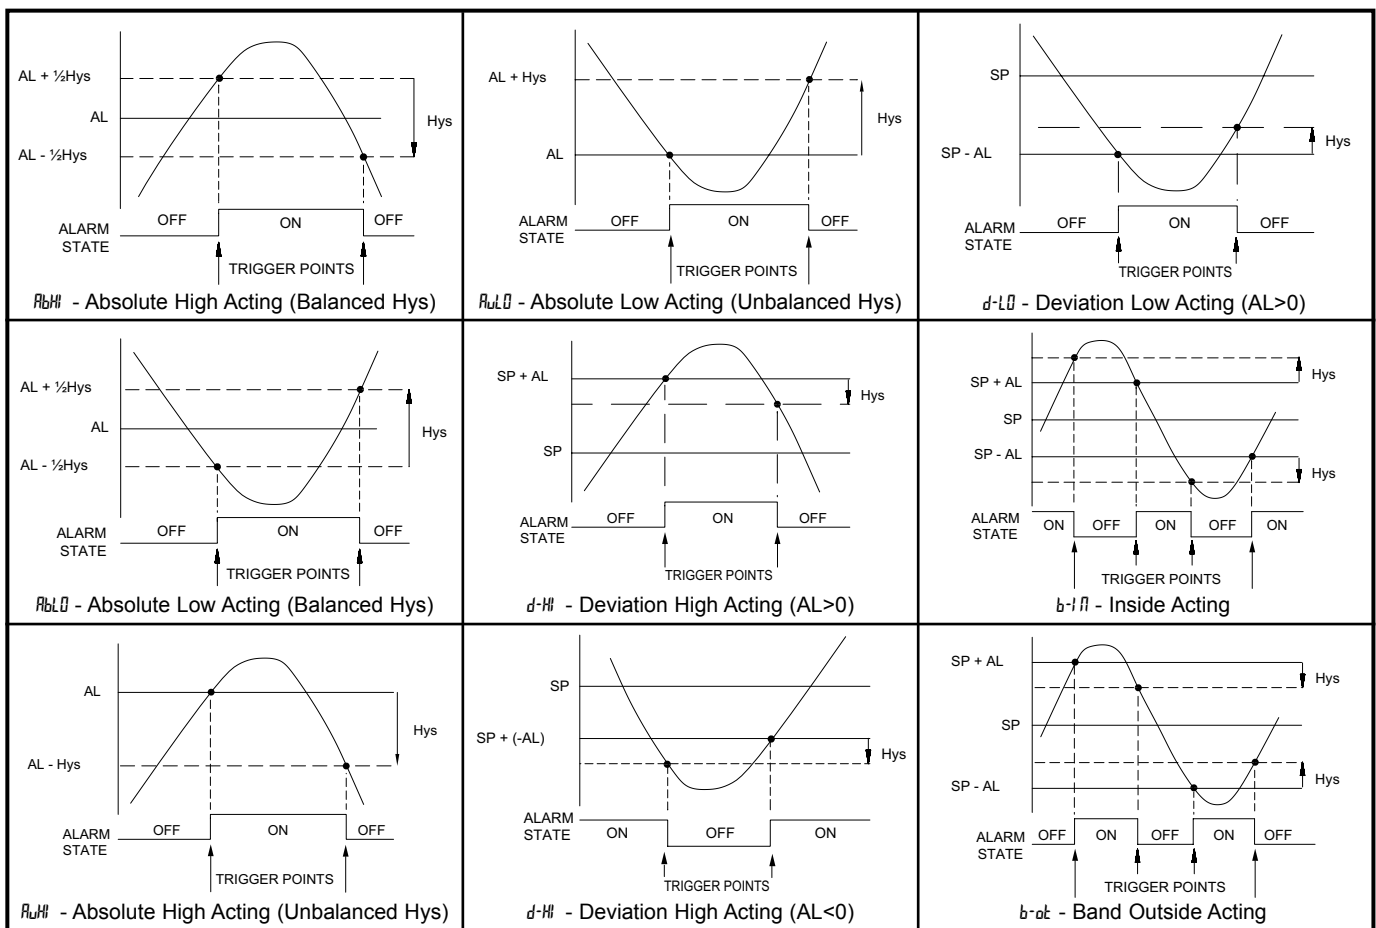 AL + ½Hys
AL
AL - ½Hys
Hys
OFF
ON
OFF
ALARM
STATE
TRIGGER POINTS
AbHI - Absolute High Acting (Balanced Hys)
AL + Hys
AL
Hys
OFF
ON
OFF
ALARM
STATE
TRIGGER POINTS
AuLO - Absolute Low Acting (Unbalanced Hys)
SP
SP - AL
Hys
OFF
ON
OFF
ALARM
STATE
TRIGGER POINTS
d-LO - Deviation Low Acting (AL>0)
AL + ½Hys
AL
AL - ½Hys
Hys
OFF
ON
OFF
ALARM
STATE
TRIGGER POINTS
AbLO - Absolute Low Acting (Balanced Hys)
SP + AL
Hys
SP
OFF
ON
OFF
ALARM
STATE
TRIGGER POINTS
d-HI - Deviation High Acting (AL>0)
Hys
SP + AL
SP
SP - AL
Hys
ALARM
STATE
ON
OFF
ON
OFF
ON
TRIGGER POINTS
b-IN - Inside Acting
AL
Hys
AL - Hys
OFF
ON
OFF
ALARM
STATE
TRIGGER POINTS
AuHI - Absolute High Acting (Unbalanced Hys)
SP
SP + (-AL)
Hys
ALARM
STATE
ON
OFF
ON
TRIGGER POINTS
d-HI - Deviation High Acting (AL<0)
SP + AL
Hys
SP
Hys
SP - AL
ALARM
STATE
OFF
ON
OFF
ON
OFF
TRIGGER POINTS
b-ot - Band Outside Acting